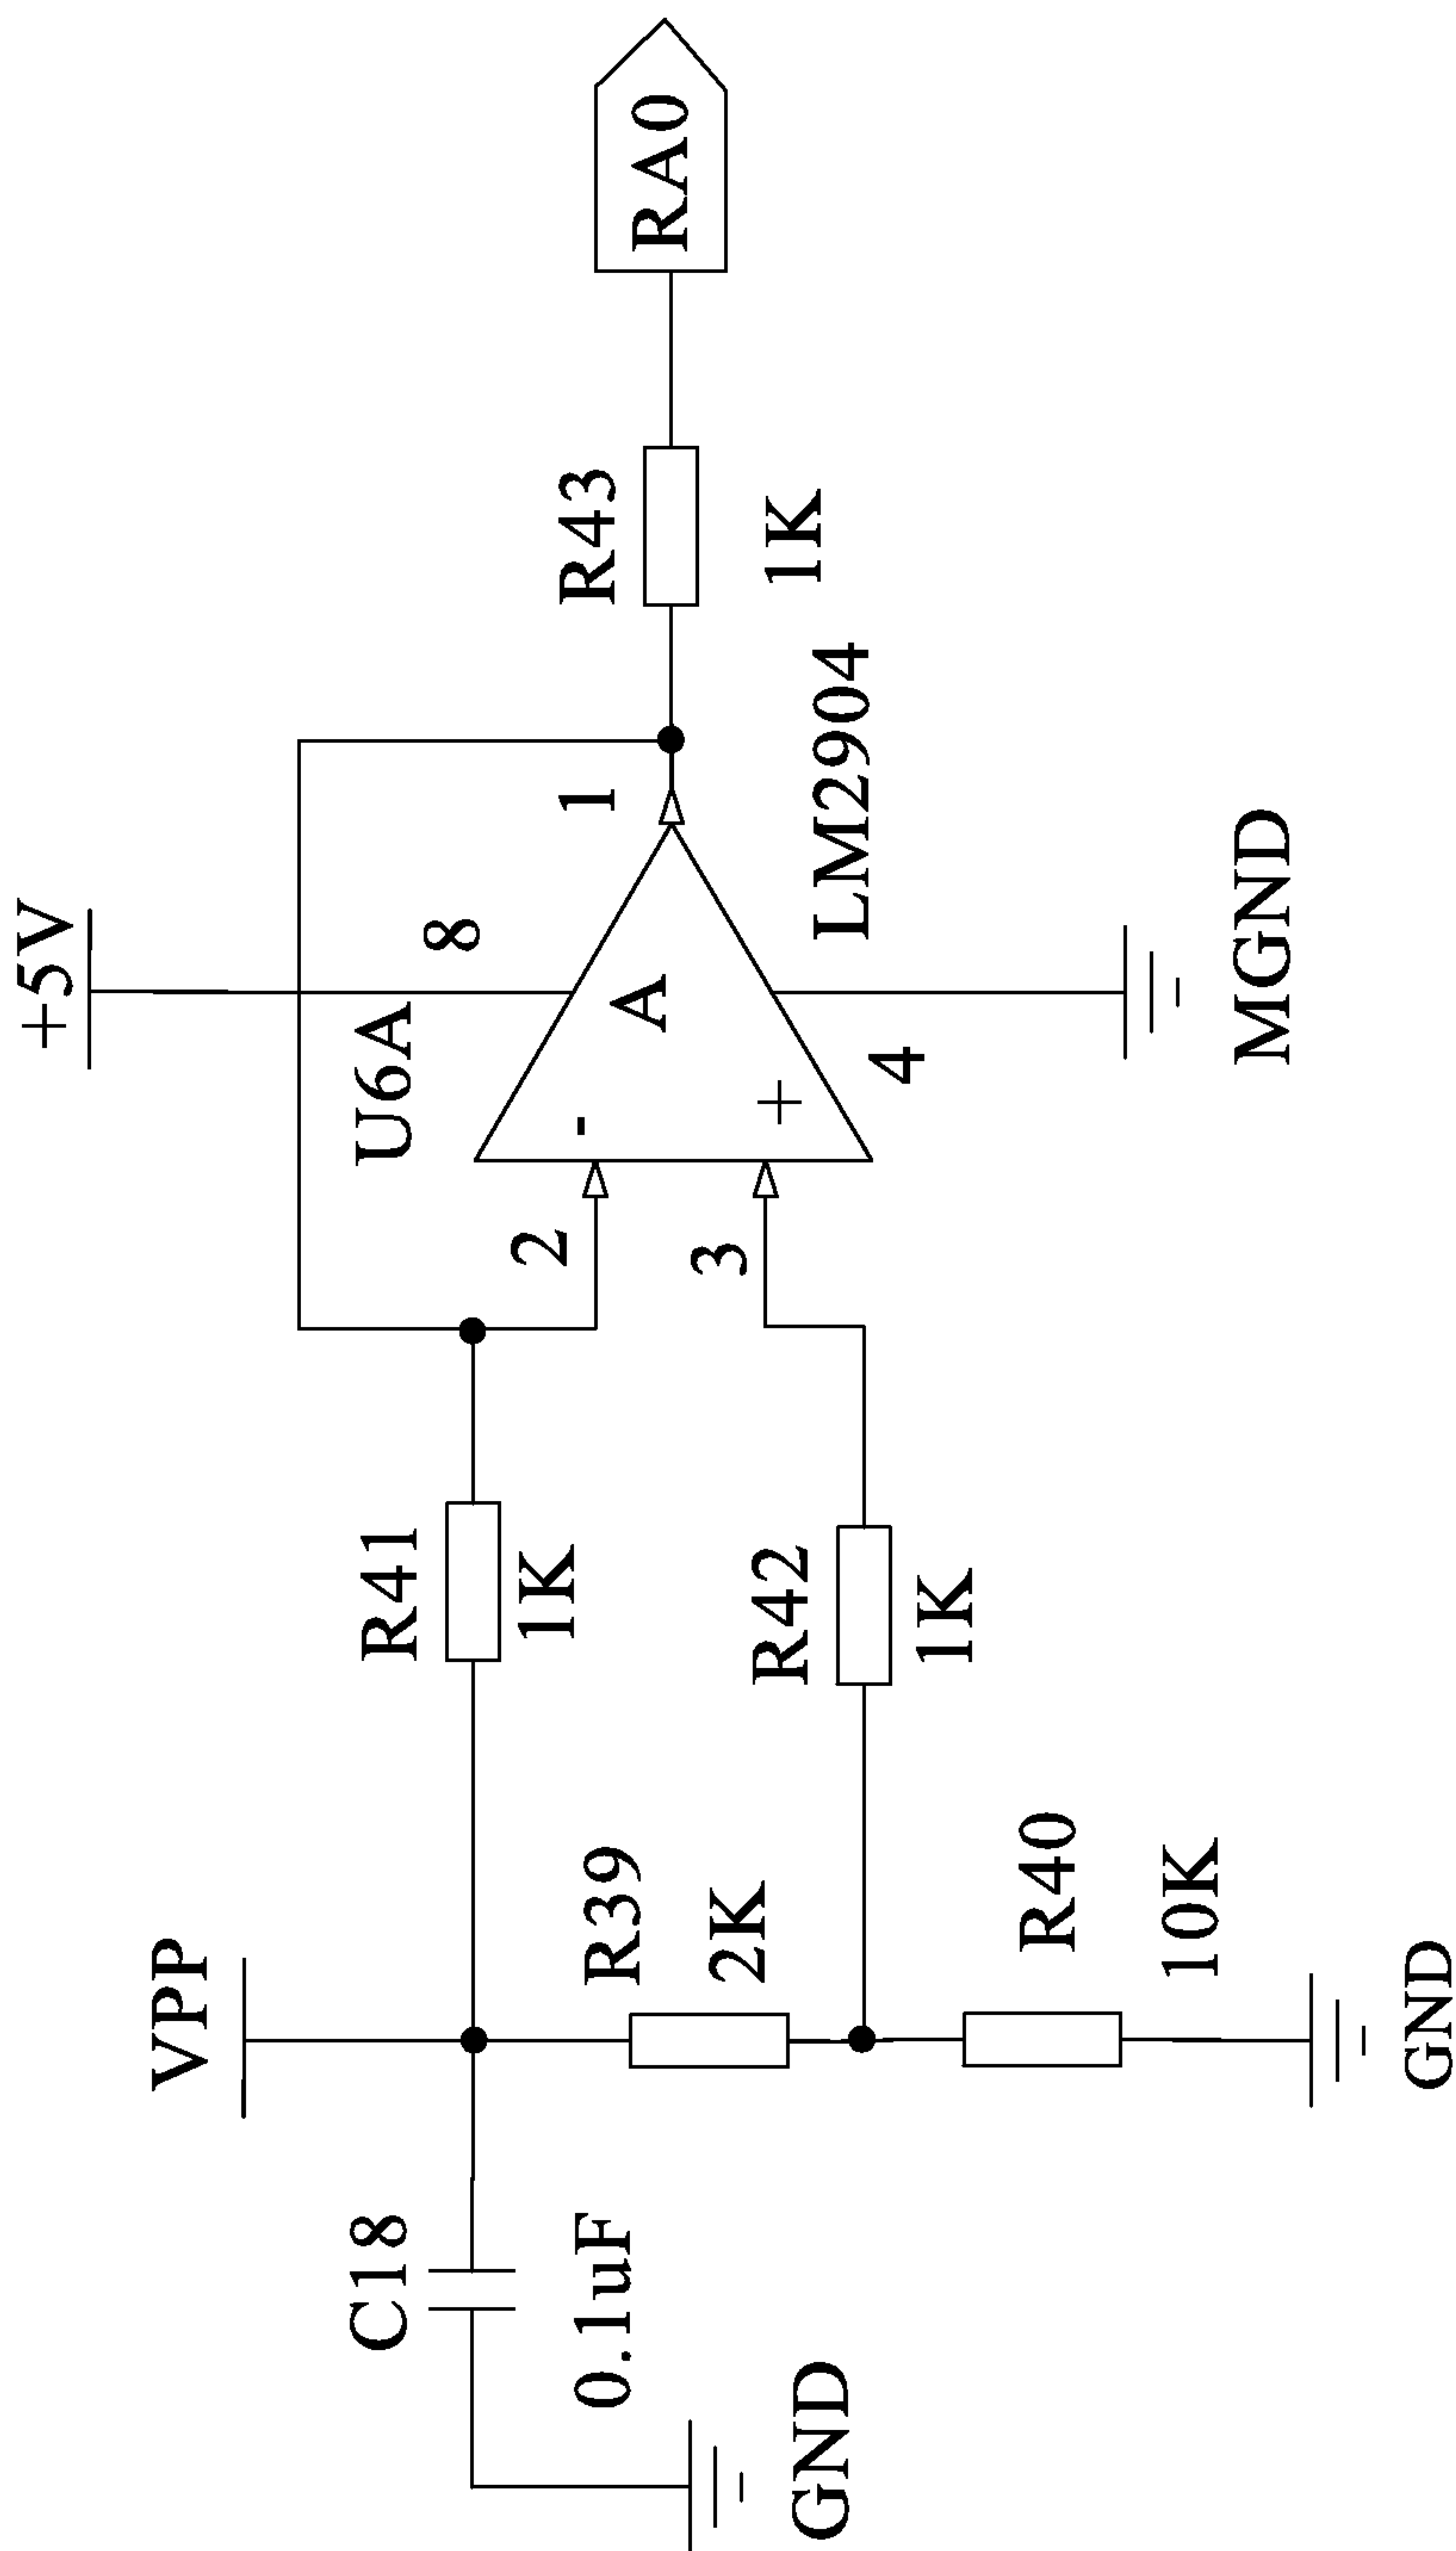 +5V
VPP
U6A
8
1
R43
RA0
C18
R41
2
-
A
1K
0.1uF
R39
1K
3
+
LM2904
2K
R42
4
GND
1K
R40
10K
MGND
GND